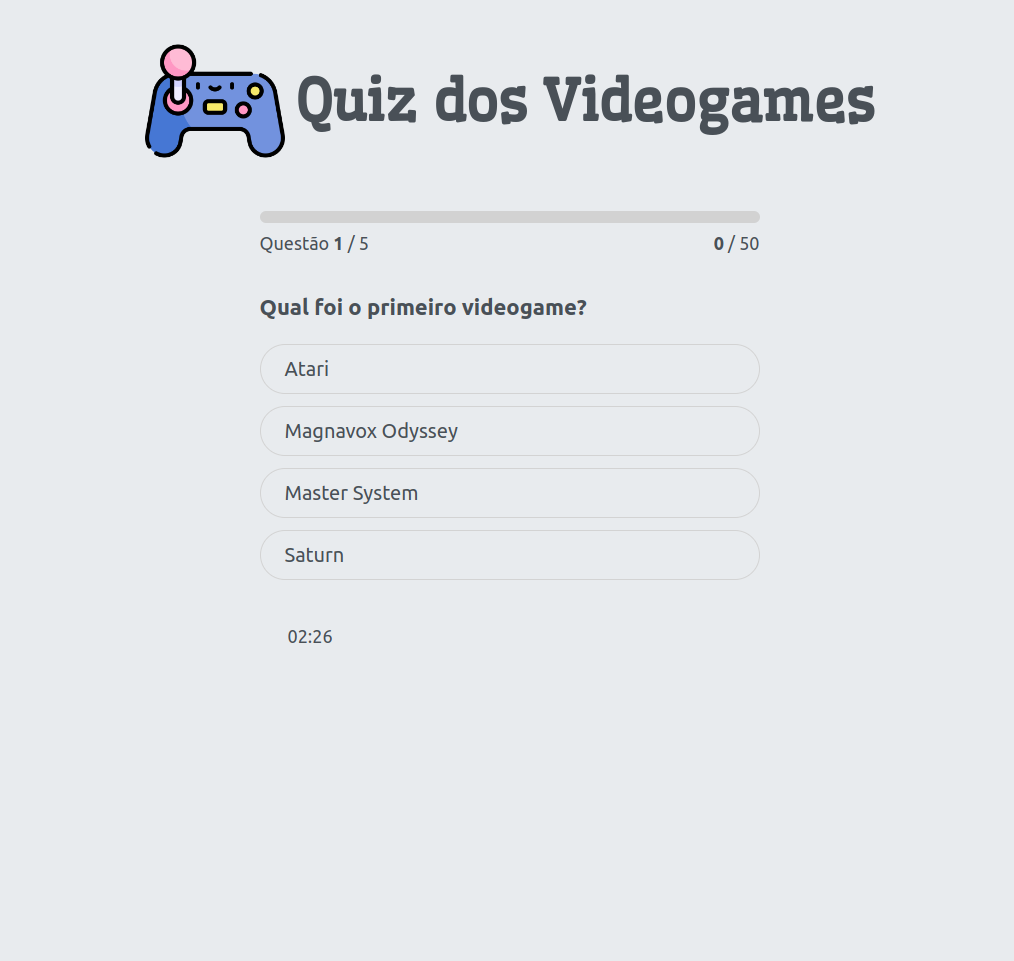 Quiz dos Videogames
Questão 1 / 5
0 / 50
Qual foi o primeiro videogame?
Atari
Magnavox Odyssey
Master System
Saturn
02:26